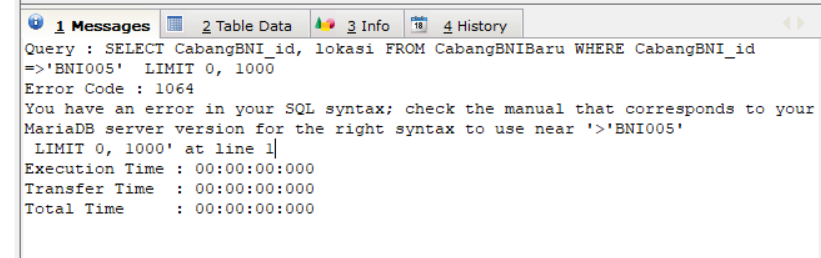 1 Messages 2 Table Data 3 Info 18 4 History
Query : SELECT CabangBNI_id, lokasi FROM CabangBNIBaru WHERE CabangBNI_id
=>'BNI005'  LIMIT 0, 1000
Error Code : 1064
You have an error in your SQL syntax; check the manual that corresponds to your
MariaDB server version for the right syntax to use near '>'BNI005'
 LIMIT 0, 1000' at line 1
Execution Time : 00:00:00:000
Transfer Time  : 00:00:00:000
Total Time     : 00:00:00:000